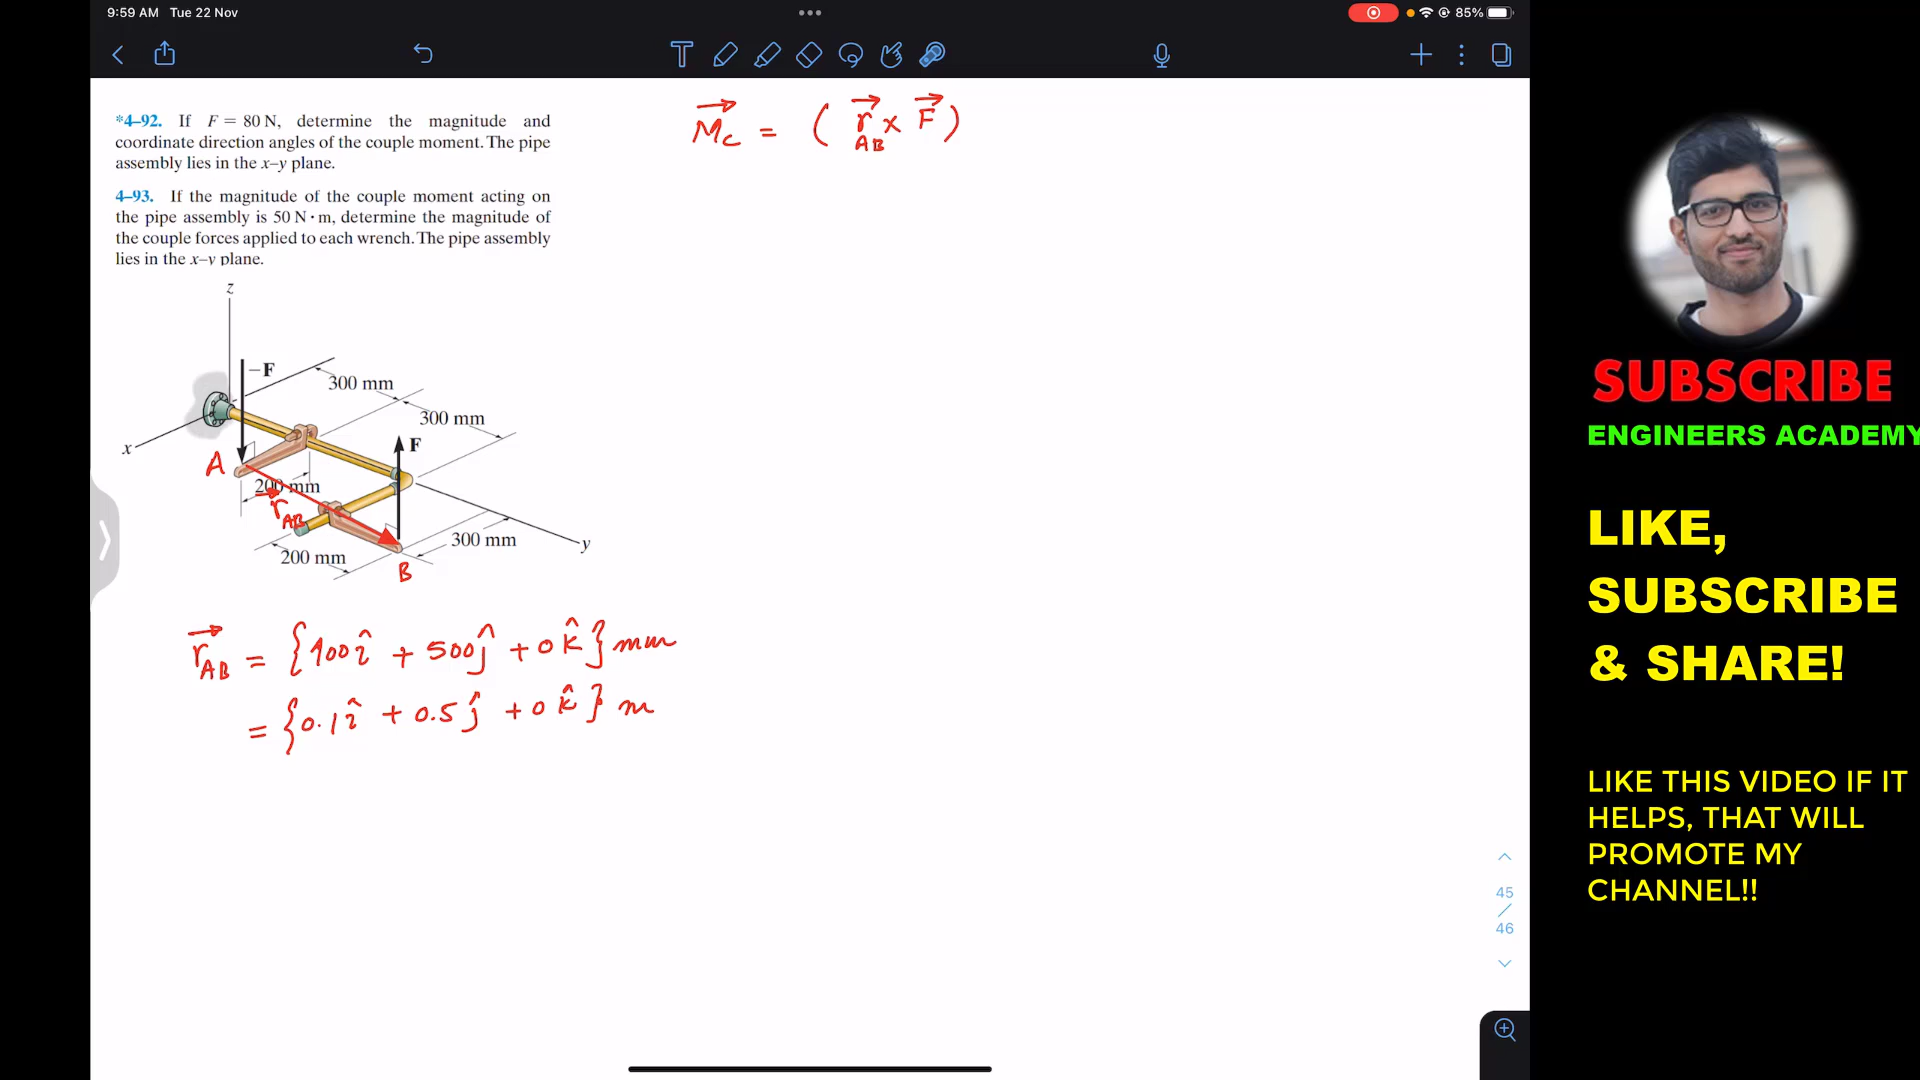 9:59 AM Tue 22 Nov
85%
*4–92. If F = 80 N, determine the magnitude and
coordinate direction angles of the couple moment. The pipe
assembly lies in the x–y plane.
4–93. If the magnitude of the couple moment acting on
the pipe assembly is 50 N·m, determine the magnitude of
the couple forces applied to each wrench. The pipe assembly
lies in the x–y plane.
z
−F
300 mm
300 mm
x
F
A
200 mm
r⃗AB
300 mm
y
200 mm
B
M⃗C = ( r⃗AB × F⃗ )
r⃗AB = {100î + 500ĵ + 0k̂} mm
= {0.1î + 0.5ĵ + 0k̂} m
45
46
SUBSCRIBE
ENGINEERS ACADEMY
LIKE,
SUBSCRIBE
& SHARE!
LIKE THIS VIDEO IF IT
HELPS, THAT WILL
PROMOTE MY
CHANNEL!!